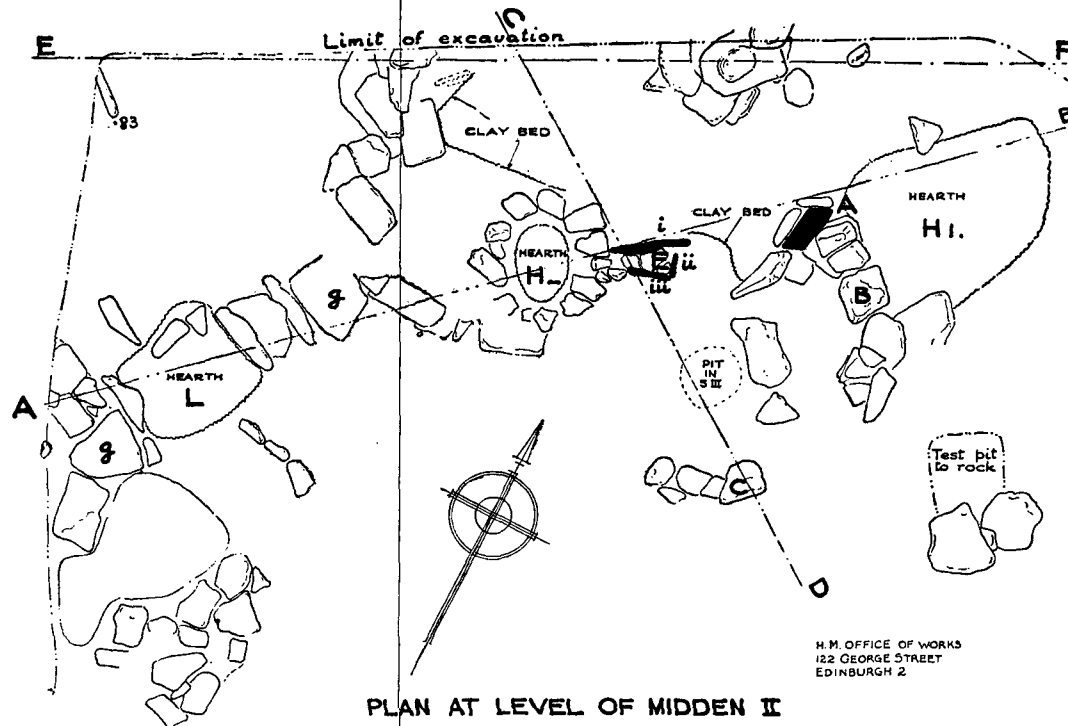 E
Limit of excavation
C
F
.83
CLAY BED
B
HEARTH
H1.
A
CLAY BED
i
ii
iii
HEARTH
H
B
g
HEARTH
L
A
g
PIT
IN
S III
C
Test pit
to rock
D
H.M. OFFICE OF WORKS
122 GEORGE STREET
EDINBURGH 2
PLAN AT LEVEL OF MIDDEN II